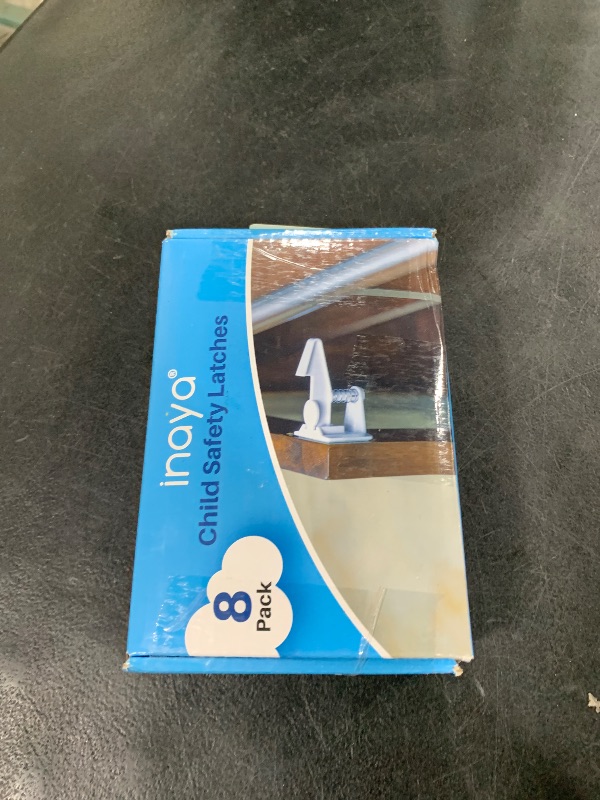 inaya®
Child Safety Latches
8
Pack